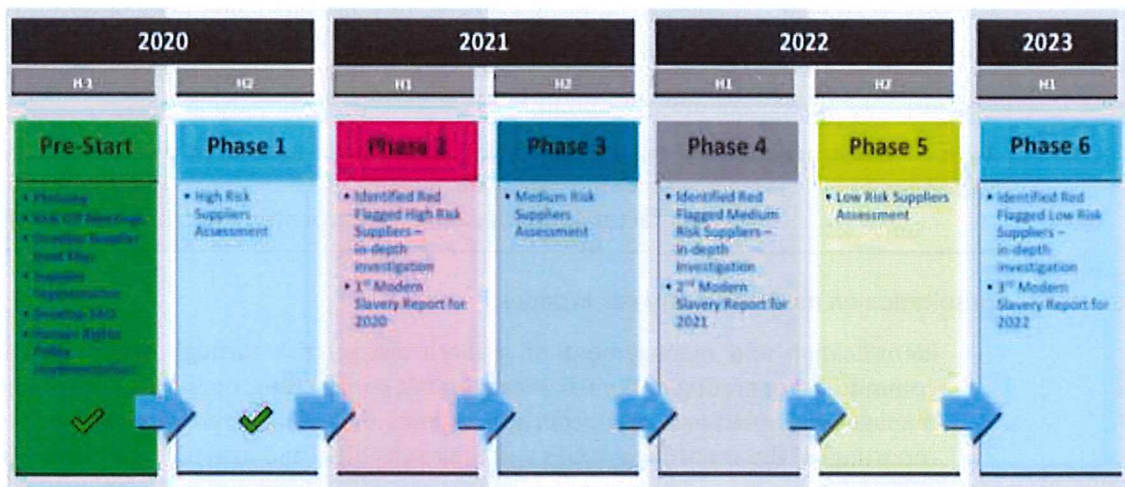 2020
2021
2022
2023
H1
H2
H1
H2
H1
H2
H1
Pre-Start
• Planning
• Kick Off Meetings
• Develop Supplier
• Supplier
• Develop SAQ
• Human Rights
Policy
Implementation
Phase 1
• High Risk
Suppliers
Assessment
Phase 2
• Identified Red
Flagged High Risk
Suppliers –
in-depth
investigation
• 1st Modern
Slavery Report for
2020
Phase 3
• Medium Risk
Suppliers
Assessment
Phase 4
• Identified Red
Flagged Medium
Risk Suppliers –
in-depth
investigation
• 2nd Modern
Slavery Report for
2021
Phase 5
• Low Risk Suppliers
Assessment
Phase 6
• Identified Red
Flagged Low Risk
Suppliers –
in-depth
investigation
• 3rd Modern
Slavery Report for
2022